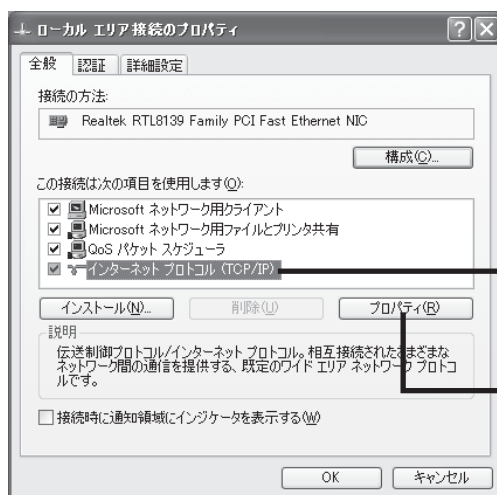 ローカル エリア接続のプロパティ
全般 認証 詳細設定
接続の方法:
Realtek RTL8139 Family PCI Fast Ethernet NIC
構成(C)...
この接続は次の項目を使用します(O):
Microsoft ネットワーク用クライアント
Microsoft ネットワーク用ファイルとプリンタ共有
QoS パケット スケジューラ
インターネット プロトコル (TCP/IP)
インストール(N)... 削除(U) プロパティ(R)
説明
伝送制御プロトコル/インターネット プロトコル。相互接続されたさまざまな
ネットワーク間の通信を提供する、既定のワイド エリア ネットワーク プロトコ
ルです。
接続時に通知領域にインジケータを表示する(W)
OK キャンセル